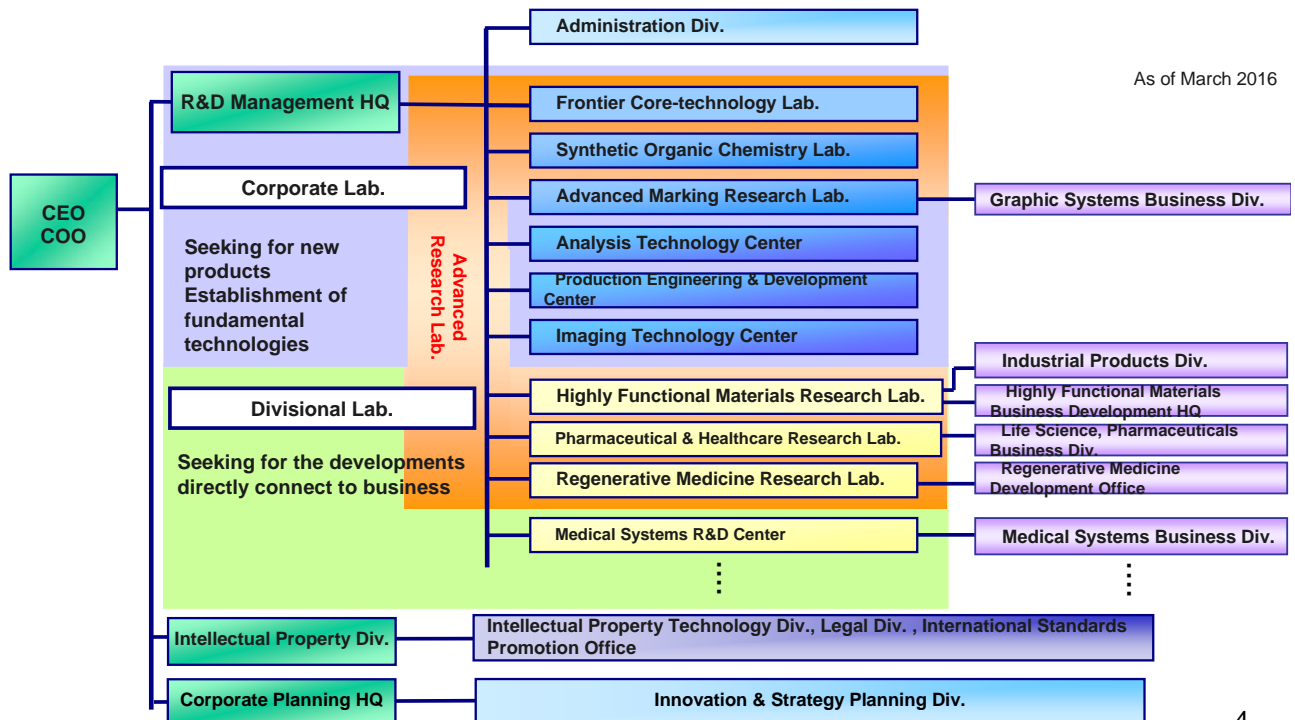 Administration Div.
As of March 2016
R&D Management HQ
Frontier Core-technology Lab.
Synthetic Organic Chemistry Lab.
Corporate Lab.
Advanced Marking Research Lab.
Graphic Systems Business Div.
CEO
COO
Seeking for new
products
Establishment of
fundamental
technologies
Advanced
Research Lab.
Analysis Technology Center
Production Engineering & Development
Center
Imaging Technology Center
Industrial Products Div.
Divisional Lab.
Highly Functional Materials Research Lab.
Highly Functional Materials
Business Development HQ
Seeking for the developments
directly connect to business
Pharmaceutical & Healthcare Research Lab.
Life Science, Pharmaceuticals
Business Div.
Regenerative Medicine Research Lab.
Regenerative Medicine
Development Office
Medical Systems R&D Center
Medical Systems Business Div.
Intellectual Property Div.
Intellectual Property Technology Div., Legal Div. , International Standards
Promotion Office
Corporate Planning HQ
Innovation & Strategy Planning Div.
4